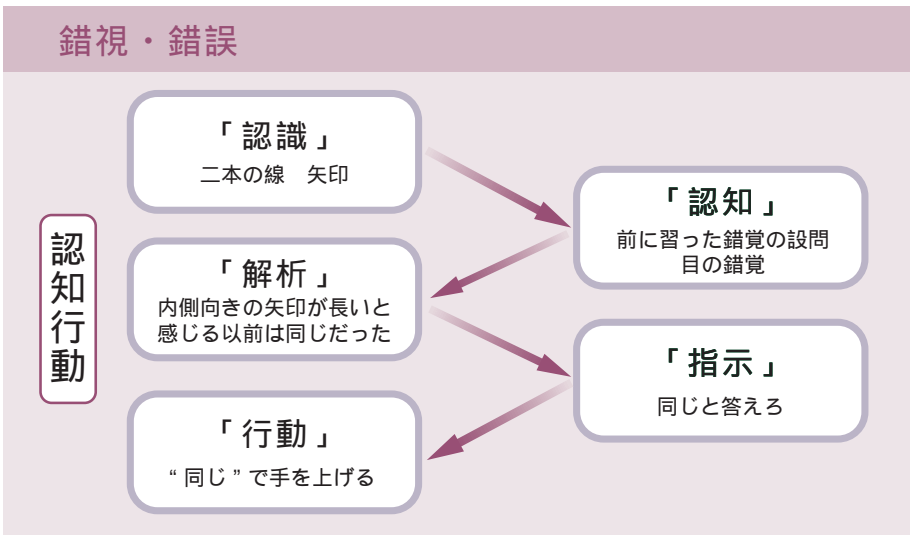 錯視・錯誤
認知行動
「認識」
二本の線　矢印
「認知」
前に習った錯覚の設問
目の錯覚
「解析」
内側向きの矢印が長いと
感じる以前は同じだった
「指示」
同じと答えろ
「行動」
“同じ”で手を上げる